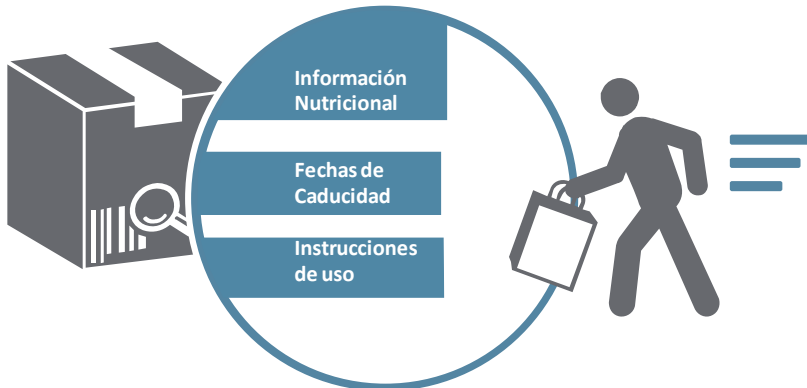 Información
Nutricional
Fechas de
Caducidad
Instrucciones
de uso